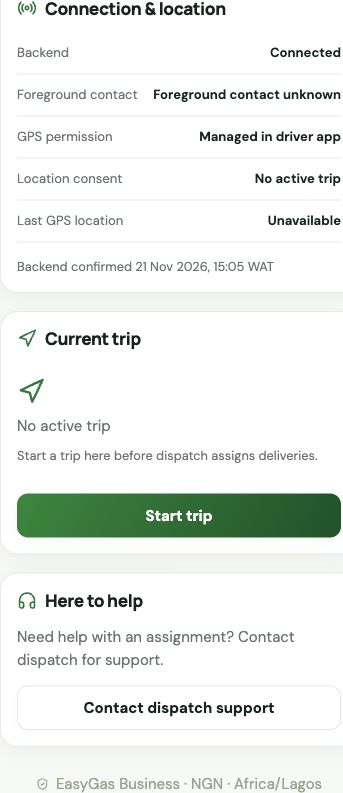 Connection & location
Backend Connected
Foreground contact Foreground contact unknown
GPS permission Managed in driver app
Location consent No active trip
Last GPS location Unavailable
Backend confirmed 21 Nov 2026, 15:05 WAT
Current trip
No active trip
Start a trip here before dispatch assigns deliveries.
Start trip
Here to help
Need help with an assignment? Contact
dispatch for support.
Contact dispatch support
EasyGas Business · NGN · Africa/Lagos